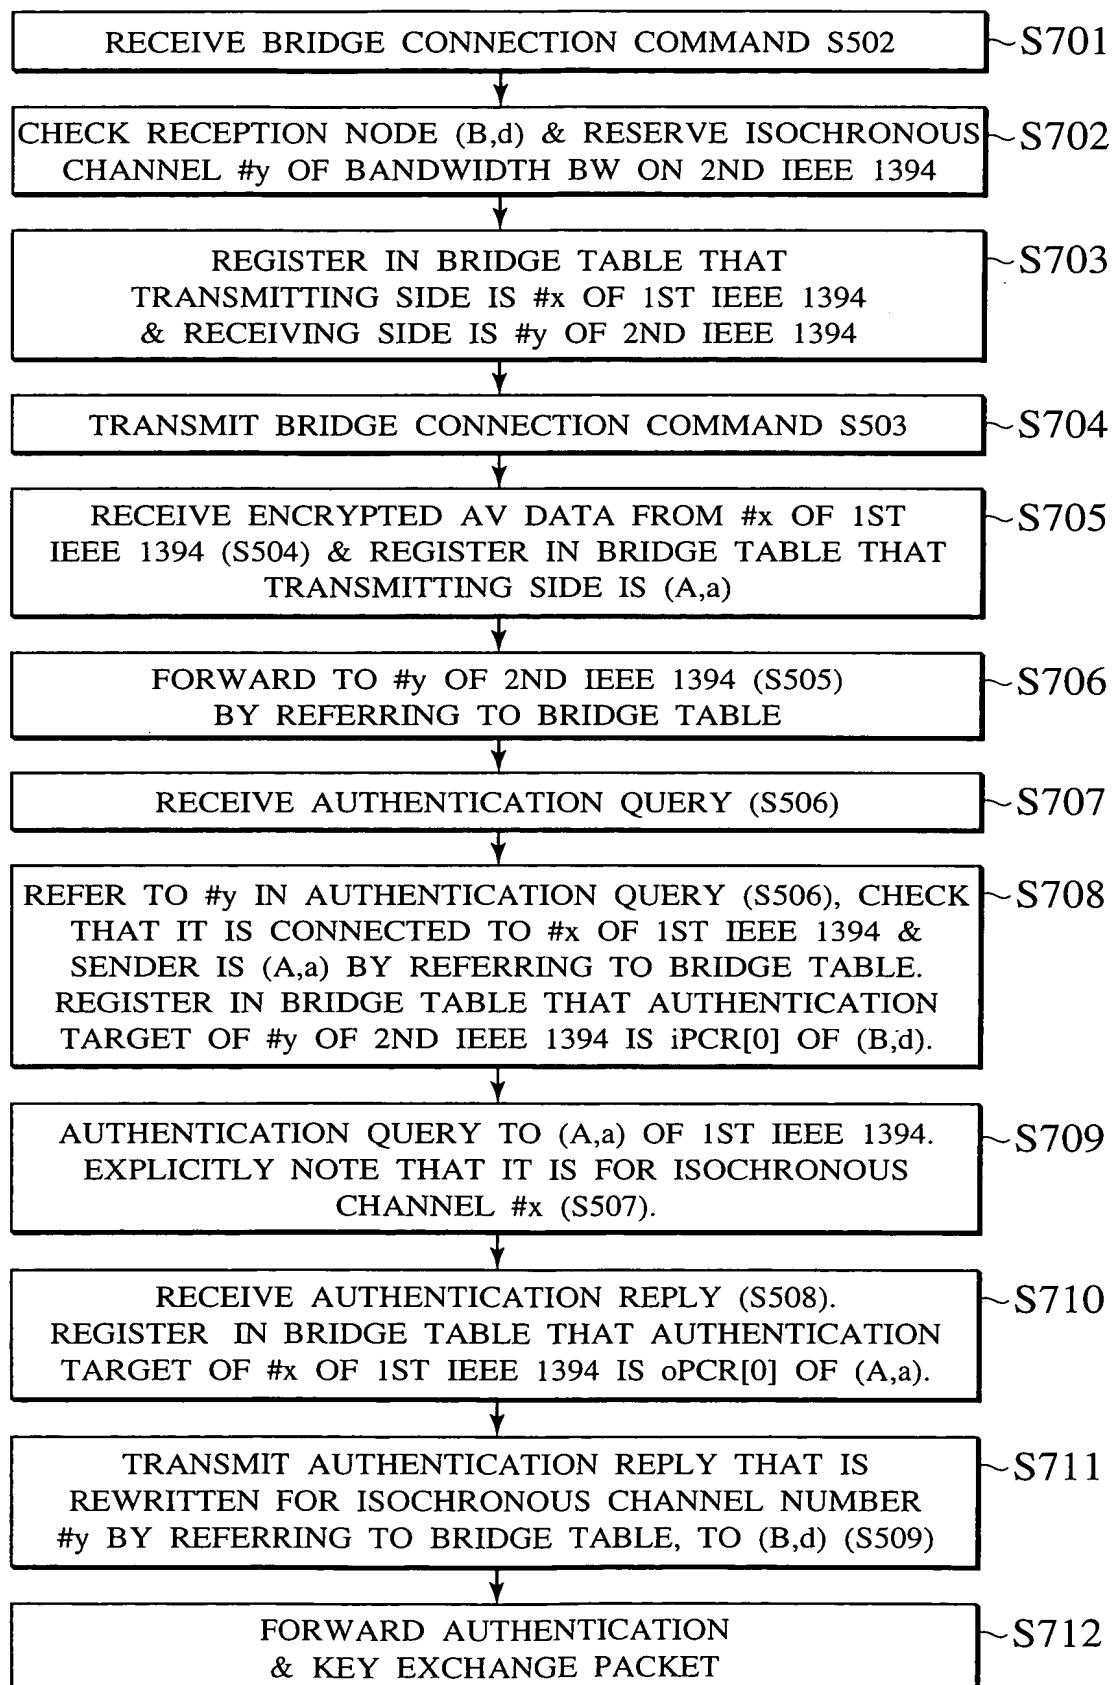 RECEIVE BRIDGE CONNECTION COMMAND S502
S701
CHECK RECEPTION NODE (B,d) & RESERVE ISOCHRONOUS
CHANNEL #y OF BANDWIDTH BW ON 2ND IEEE 1394
S702
REGISTER IN BRIDGE TABLE THAT
TRANSMITTING SIDE IS #x OF 1ST IEEE 1394
& RECEIVING SIDE IS #y OF 2ND IEEE 1394
S703
TRANSMIT BRIDGE CONNECTION COMMAND S503
S704
RECEIVE ENCRYPTED AV DATA FROM #x OF 1ST
IEEE 1394 (S504) & REGISTER IN BRIDGE TABLE THAT
TRANSMITTING SIDE IS (A,a)
S705
FORWARD TO #y OF 2ND IEEE 1394 (S505)
BY REFERRING TO BRIDGE TABLE
S706
RECEIVE AUTHENTICATION QUERY (S506)
S707
REFER TO #y IN AUTHENTICATION QUERY (S506), CHECK
THAT IT IS CONNECTED TO #x OF 1ST IEEE 1394 &
SENDER IS (A,a) BY REFERRING TO BRIDGE TABLE.
REGISTER IN BRIDGE TABLE THAT AUTHENTICATION
TARGET OF #y OF 2ND IEEE 1394 IS iPCR[0] OF (B,d).
S708
AUTHENTICATION QUERY TO (A,a) OF 1ST IEEE 1394.
EXPLICITLY NOTE THAT IT IS FOR ISOCHRONOUS
CHANNEL #x (S507).
S709
RECEIVE AUTHENTICATION REPLY (S508).
REGISTER IN BRIDGE TABLE THAT AUTHENTICATION
TARGET OF #x OF 1ST IEEE 1394 IS oPCR[0] OF (A,a).
S710
TRANSMIT AUTHENTICATION REPLY THAT IS
REWRITTEN FOR ISOCHRONOUS CHANNEL NUMBER
#y BY REFERRING TO BRIDGE TABLE, TO (B,d) (S509)
S711
FORWARD AUTHENTICATION
& KEY EXCHANGE PACKET
S712